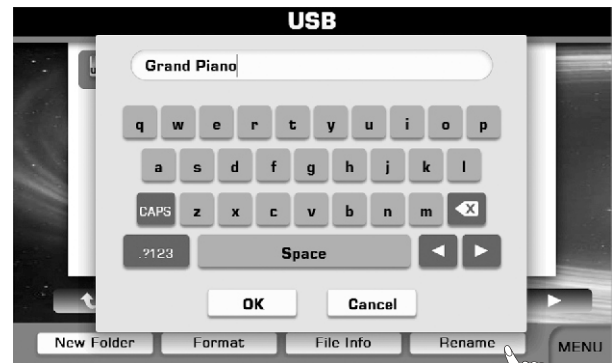 USB
Grand Piano
q w e r t y u i o p
a s d f g h j k l
CAPS z x c v b n m
.?123 Space
OK Cancel
New Folder Format File Info Rename MENU